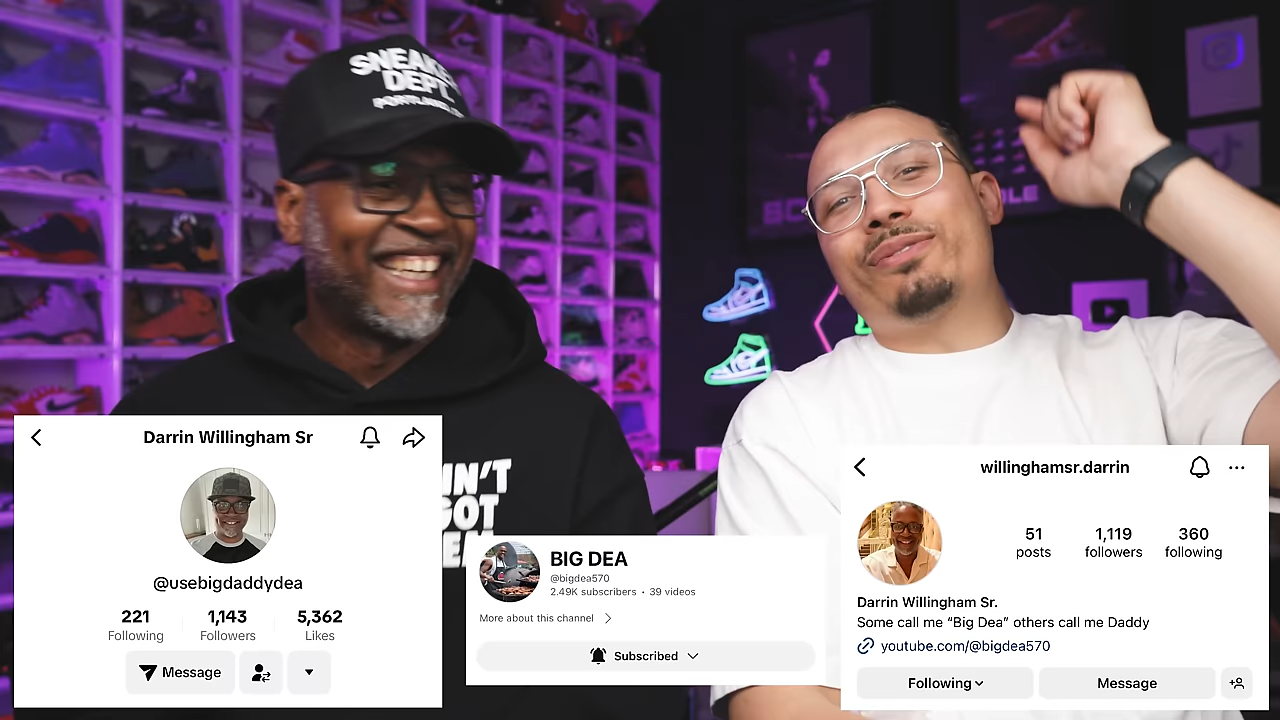 SNEAKER
DEPT.
Darrin Willingham Sr
@usebigdaddydea
221
1,143
5,362
Following
Followers
Likes
Message
GOT
BIG DEA
@bigdea570
2.49K subscribers • 39 videos
More about this channel
Subscribed
willinghamsr.darrin
51
1,119
360
posts
followers
following
Darrin Willingham Sr.
Some call me “Big Dea” others call me Daddy
youtube.com/@bigdea570
Following
Message